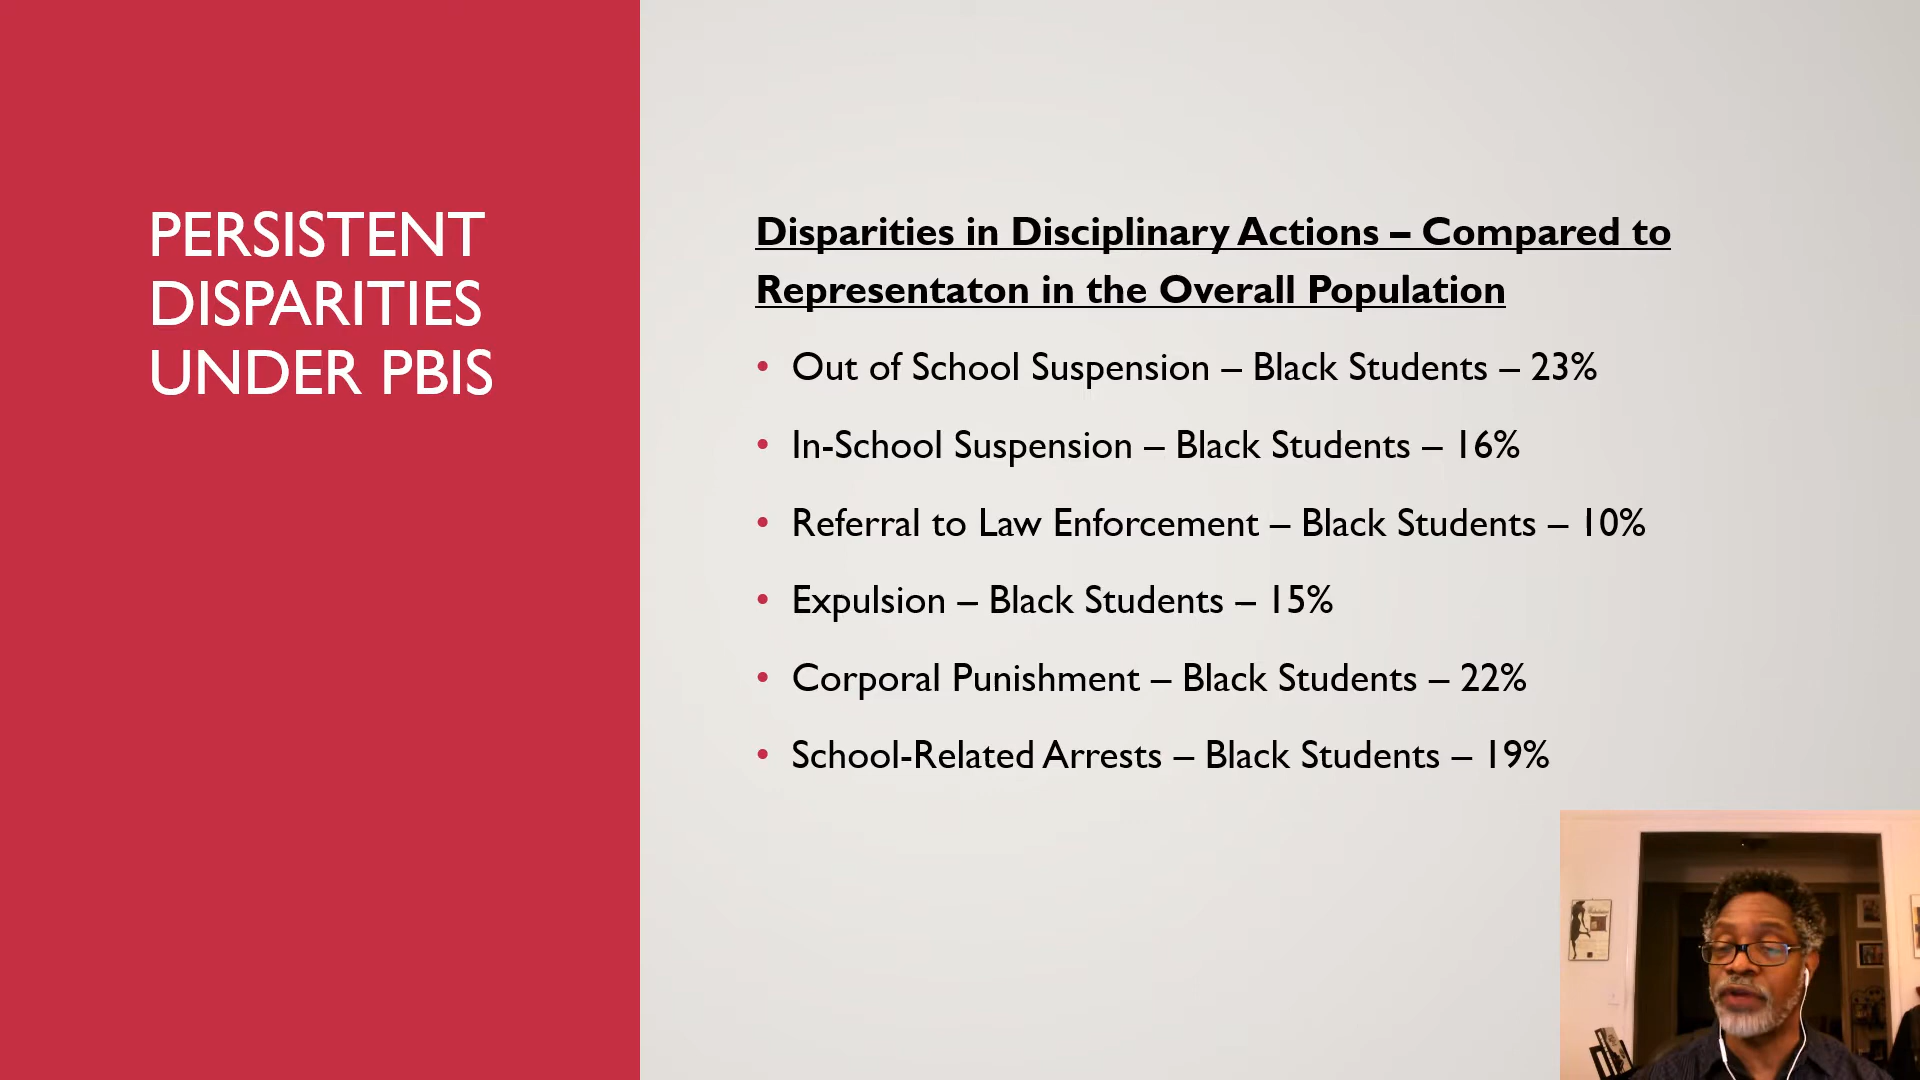 PERSISTENT
DISPARITIES
UNDER PBIS
Disparities in Disciplinary Actions – Compared to
Representaton in the Overall Population
• Out of School Suspension – Black Students – 23%
• In-School Suspension – Black Students – 16%
• Referral to Law Enforcement – Black Students – 10%
• Expulsion – Black Students – 15%
• Corporal Punishment – Black Students – 22%
• School-Related Arrests – Black Students – 19%